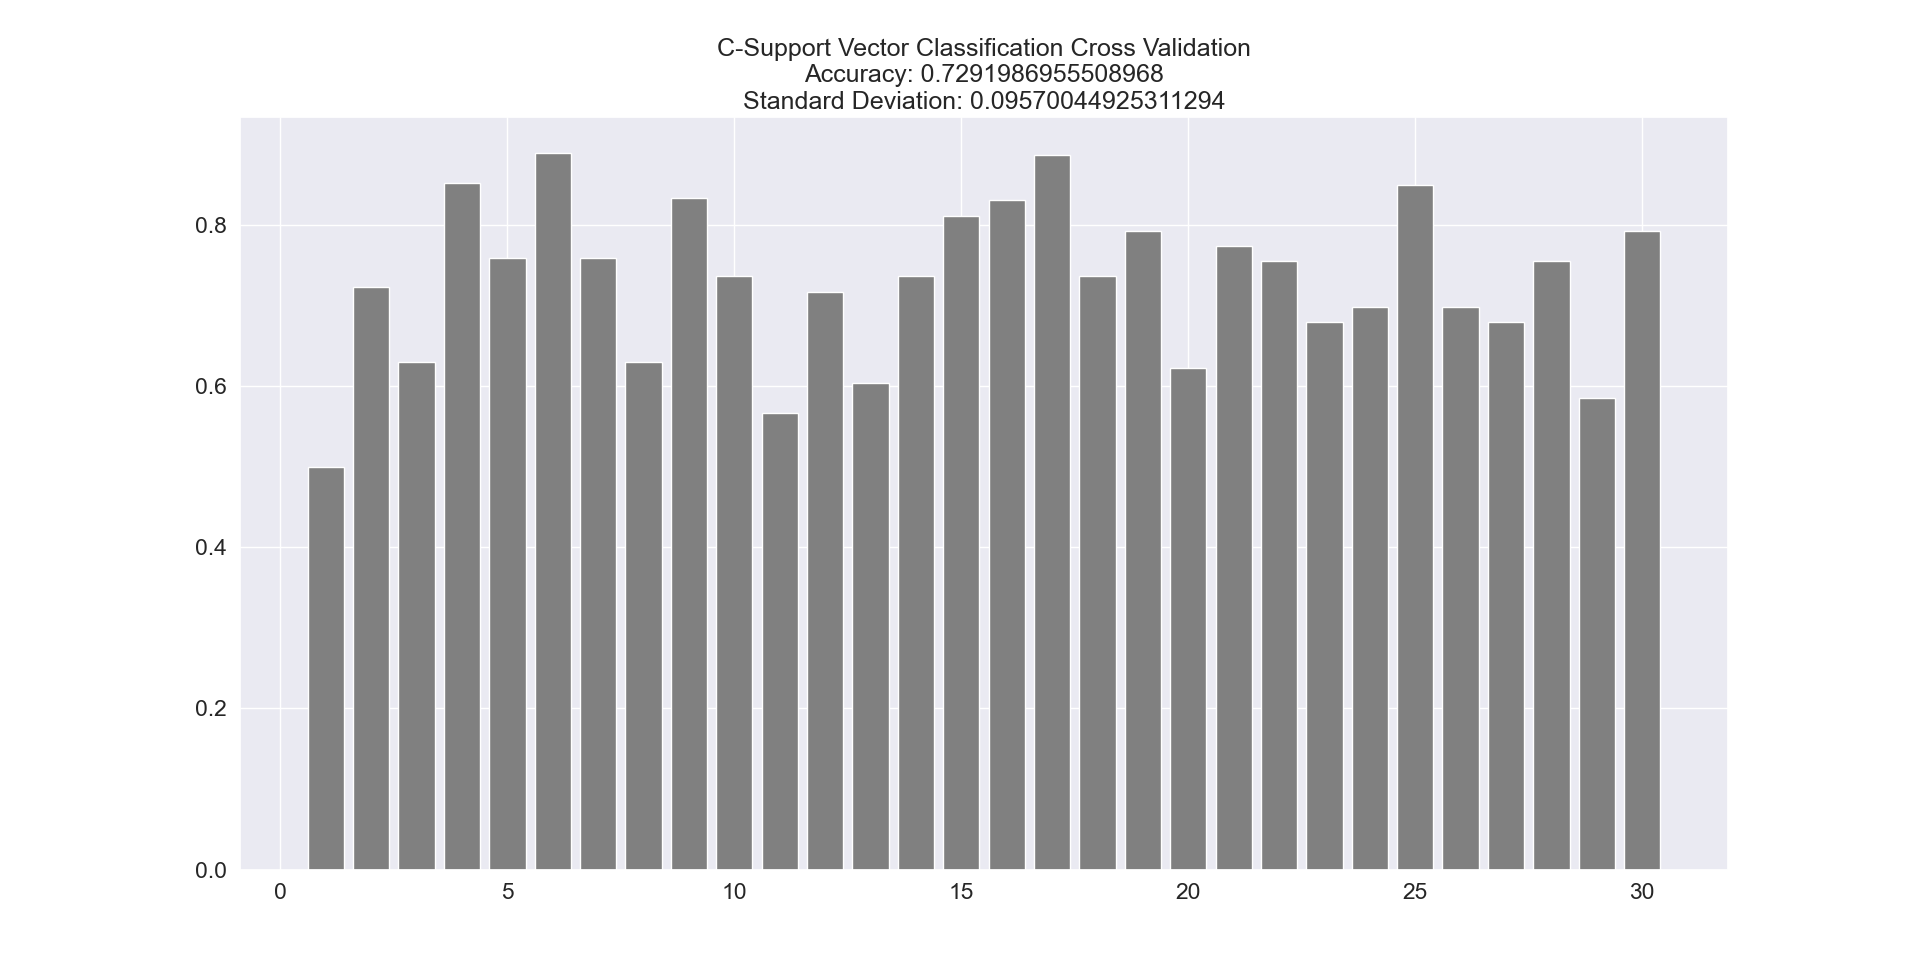 C-Support Vector Classification Cross Validation
Accuracy: 0.7291986955508968
Standard Deviation: 0.09570044925311294
0.8
0.6
0.4
0.2
0.0
0 5 10 15 20 25 30